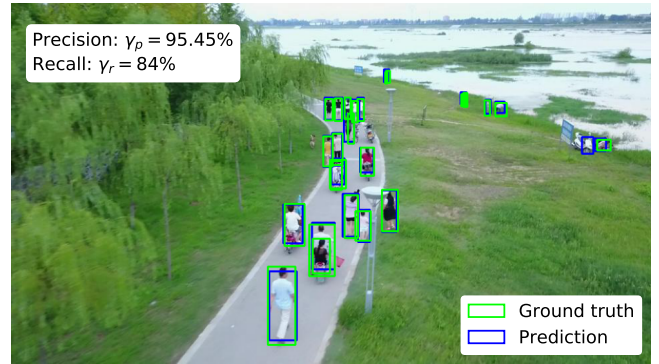 Precision: γₚ = 95.45%
Recall: γᵣ = 84%
Ground truth
Prediction